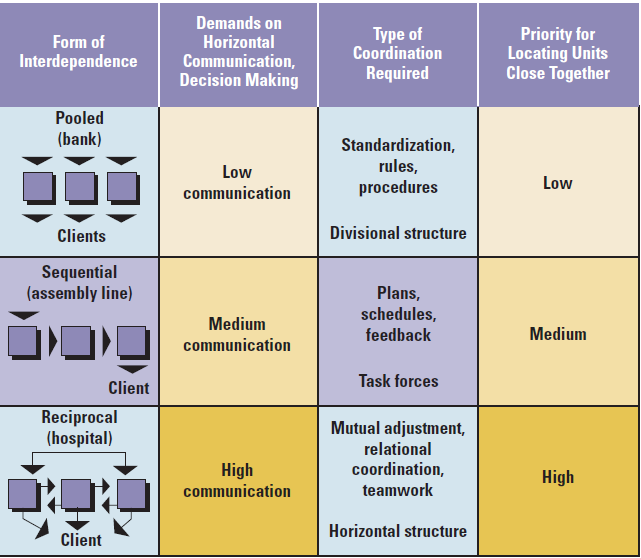 Form of
Interdependence
Demands on
Horizontal
Communication,
Decision Making
Type of
Coordination
Required
Priority for
Locating Units
Close Together
Pooled
(bank)
Clients
Low
communication
Standardization,
rules,
procedures
Divisional structure
Low
Sequential
(assembly line)
Client
Medium
communication
Plans,
schedules,
feedback
Task forces
Medium
Reciprocal
(hospital)
Client
High
communication
Mutual adjustment,
relational
coordination,
teamwork
Horizontal structure
High